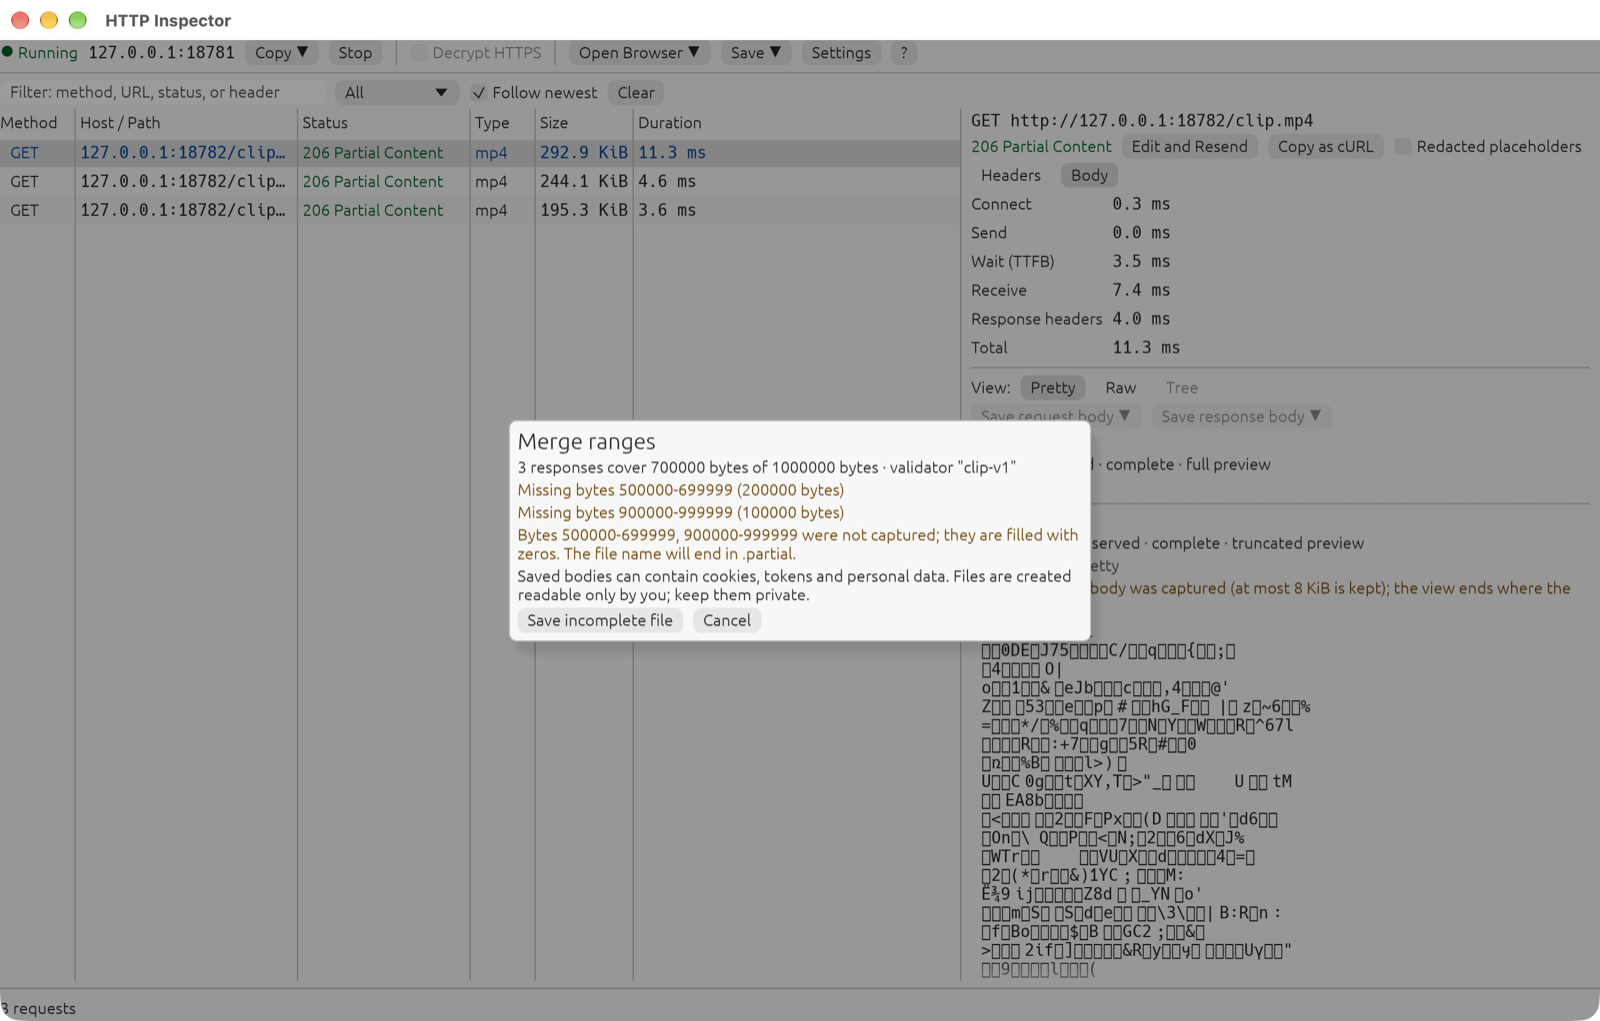 HTTP Inspector
Running 127.0.0.1:18781 Copy Stop Decrypt HTTPS Open Browser Save Settings ?
Filter: method, URL, status, or header All Follow newest Clear
Method Host / Path Status Type Size Duration
GET 127.0.0.1:18782/clip… 206 Partial Content mp4 292.9 KiB 11.3 ms
GET 127.0.0.1:18782/clip… 206 Partial Content mp4 244.1 KiB 4.6 ms
GET 127.0.0.1:18782/clip… 206 Partial Content mp4 195.3 KiB 3.6 ms
GET http://127.0.0.1:18782/clip.mp4
206 Partial Content Edit and Resend Copy as cURL Redacted placeholders
Headers Body
Connect 0.3 ms
Send 0.0 ms
Wait (TTFB) 3.5 ms
Receive 7.4 ms
Response headers 4.0 ms
Total 11.3 ms
View: Pretty Raw Tree
Save request body Save response body
· complete · full preview
served · complete · truncated preview
etty
body was captured (at most 8 KiB is kept); the view ends where the
Merge ranges
3 responses cover 700000 bytes of 1000000 bytes · validator "clip-v1"
Missing bytes 500000-699999 (200000 bytes)
Missing bytes 900000-999999 (100000 bytes)
Bytes 500000-699999, 900000-999999 were not captured; they are filled with
zeros. The file name will end in .partial.
Saved bodies can contain cookies, tokens and personal data. Files are created
readable only by you; keep them private.
Save incomplete file Cancel
3 requests